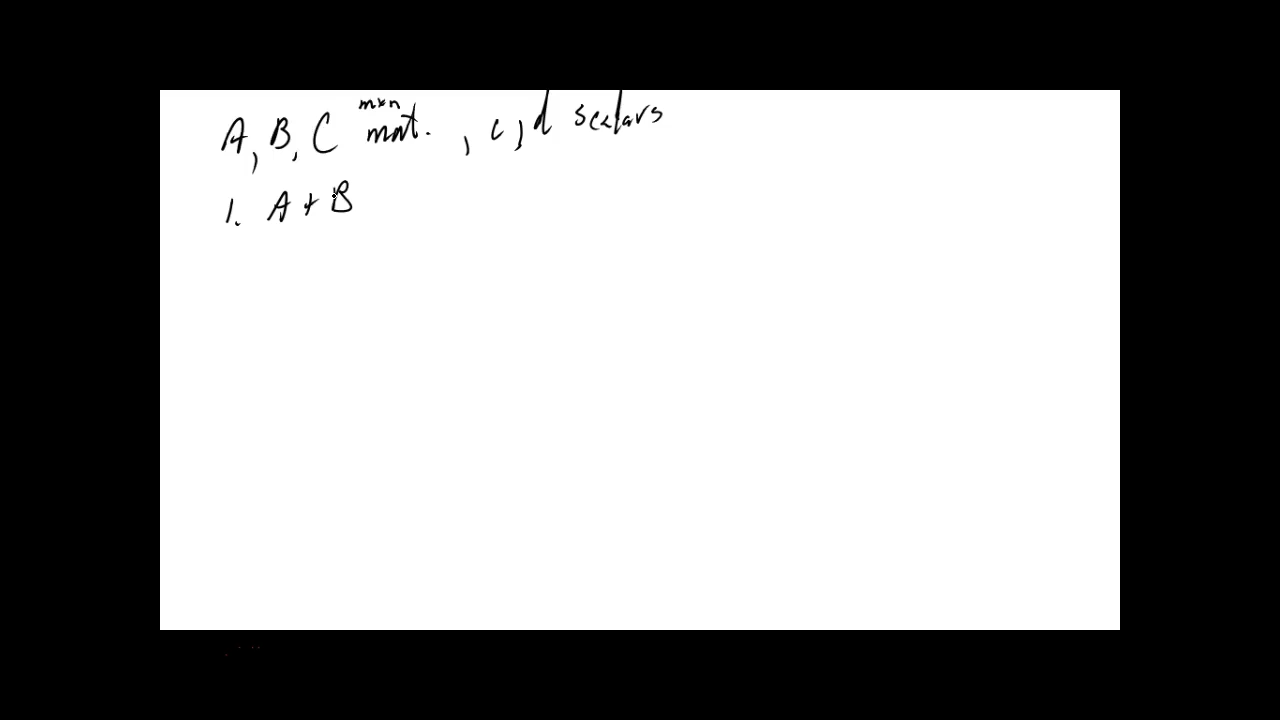 A, B, C m×n mat. , c, d scalars
1. A + B